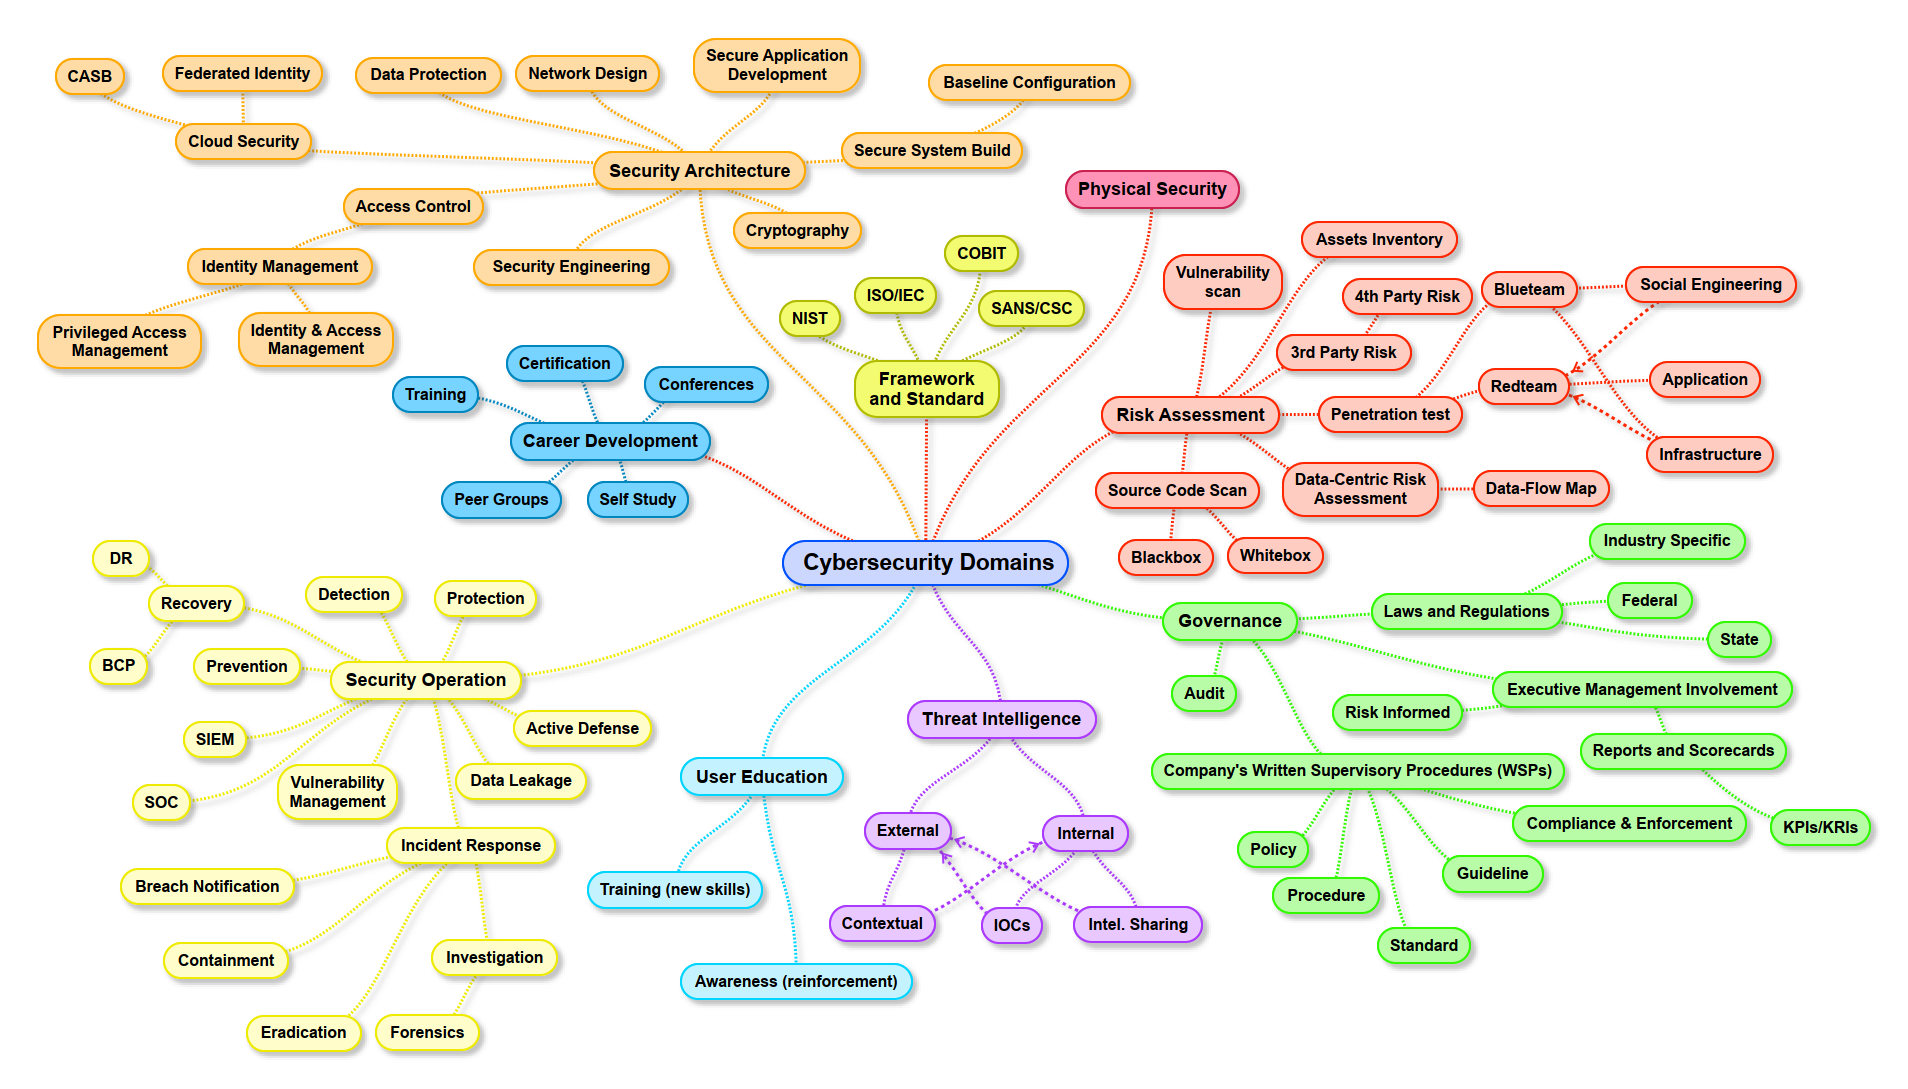 CASB
Federated Identity
Data Protection
Network Design
Secure Application
Development
Baseline Configuration
Cloud Security
Secure System Build
Security Architecture
Physical Security
Access Control
Cryptography
Identity Management
Security Engineering
Privileged Access
Management
Identity & Access
Management
COBIT
ISO/IEC
SANS/CSC
NIST
Framework
and Standard
Assets Inventory
Vulnerability
scan
4th Party Risk
3rd Party Risk
Blueteam
Social Engineering
Redteam
Application
Risk Assessment
Penetration test
Infrastructure
Source Code Scan
Data-Centric Risk
Assessment
Data-Flow Map
Blackbox
Whitebox
Certification
Training
Conferences
Career Development
Peer Groups
Self Study
Cybersecurity Domains
Industry Specific
Laws and Regulations
Federal
State
Governance
Audit
Executive Management Involvement
Risk Informed
Reports and Scorecards
Company's Written Supervisory Procedures (WSPs)
KPIs/KRIs
Compliance & Enforcement
Policy
Guideline
Procedure
Standard
DR
Recovery
Detection
Protection
BCP
Prevention
Security Operation
SIEM
Active Defense
SOC
Vulnerability
Management
Data Leakage
Incident Response
Breach Notification
Containment
Investigation
Eradication
Forensics
User Education
Training (new skills)
Awareness (reinforcement)
Threat Intelligence
External
Internal
Contextual
IOCs
Intel. Sharing